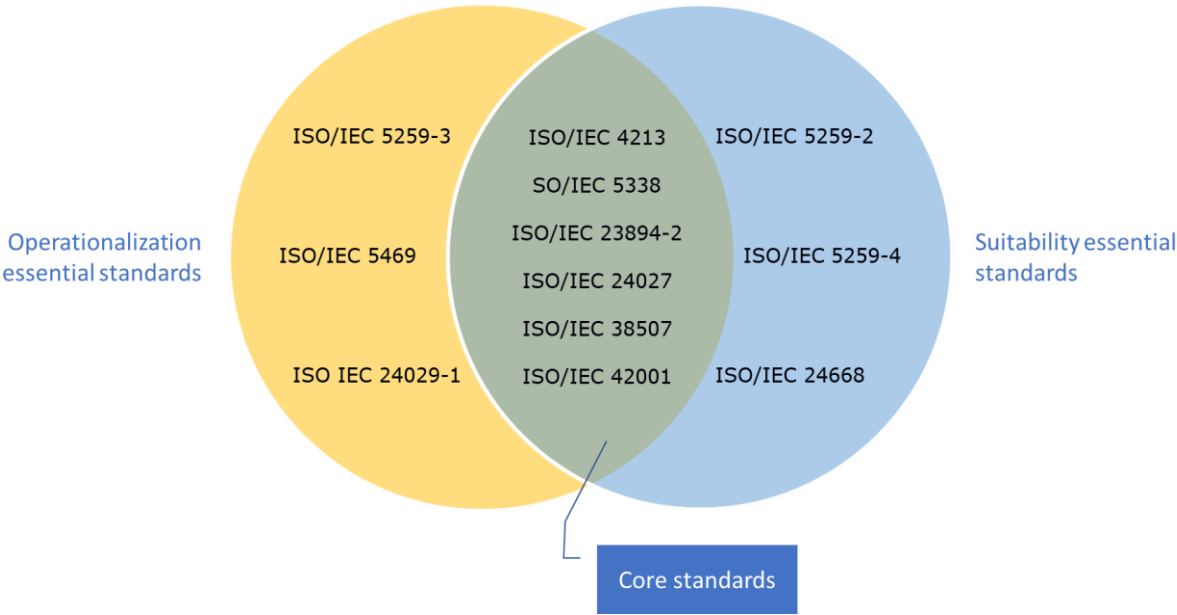 Operationalization
essential standards
ISO/IEC 5259-3
ISO/IEC 5469
ISO IEC 24029-1
ISO/IEC 4213
SO/IEC 5338
ISO/IEC 23894-2
ISO/IEC 24027
ISO/IEC 38507
ISO/IEC 42001
ISO/IEC 5259-2
ISO/IEC 5259-4
ISO/IEC 24668
Suitability essential
standards
Core standards